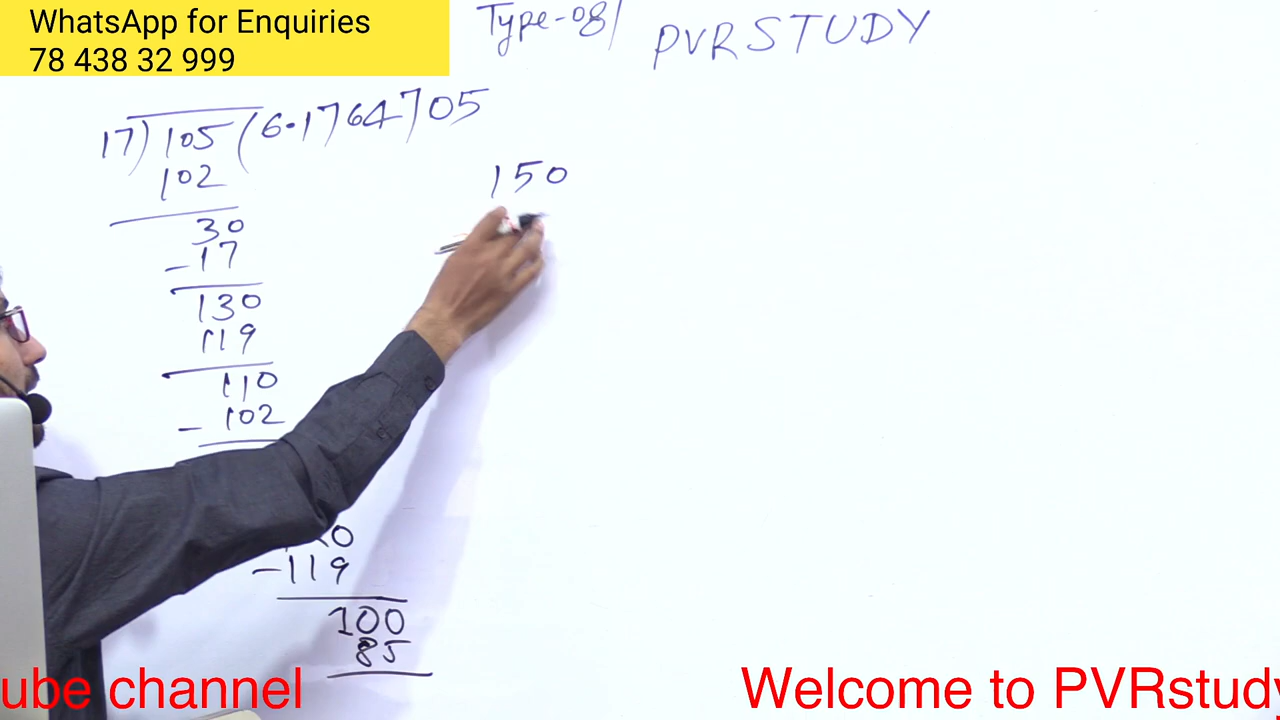 WhatsApp for Enquiries
78 438 32 999
Type-08/ PVRSTUDY
17) 105 ( 6.1764705
102
30
-17
130
119
110
- 102
0
-119
100
85
150
ube channel
Welcome to PVRstudy